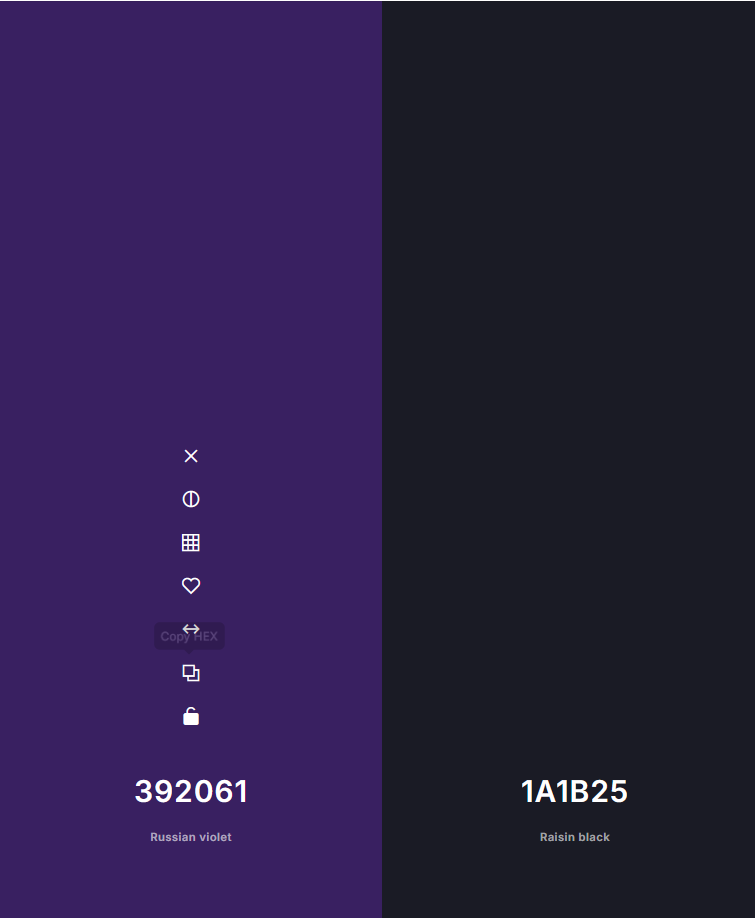 Copy HEX
392061
Russian violet
1A1B25
Raisin black